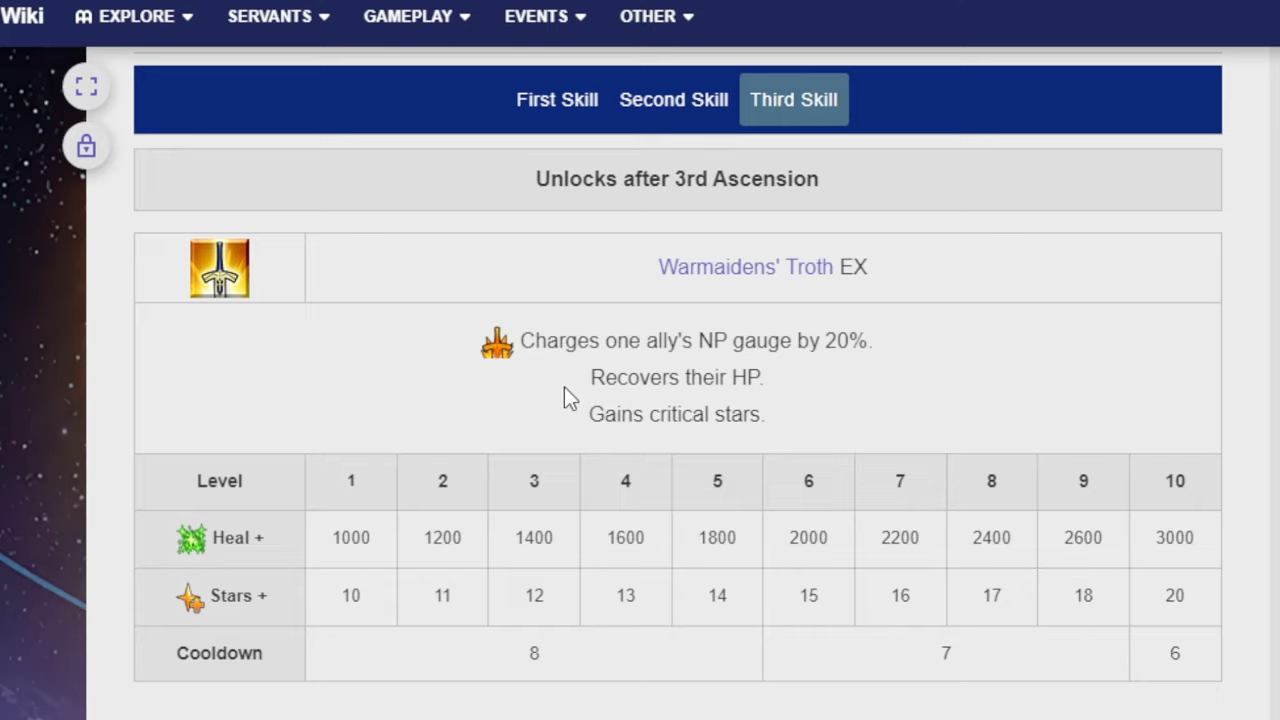 Wiki EXPLORE SERVANTS GAMEPLAY EVENTS OTHER
First Skill Second Skill Third Skill
Unlocks after 3rd Ascension
Warmaidens' Troth EX
Charges one ally's NP gauge by 20%.
Recovers their HP.
Gains critical stars.
Level 1 2 3 4 5 6 7 8 9 10
Heal + 1000 1200 1400 1600 1800 2000 2200 2400 2600 3000
Stars + 10 11 12 13 14 15 16 17 18 20
Cooldown 8 7 6